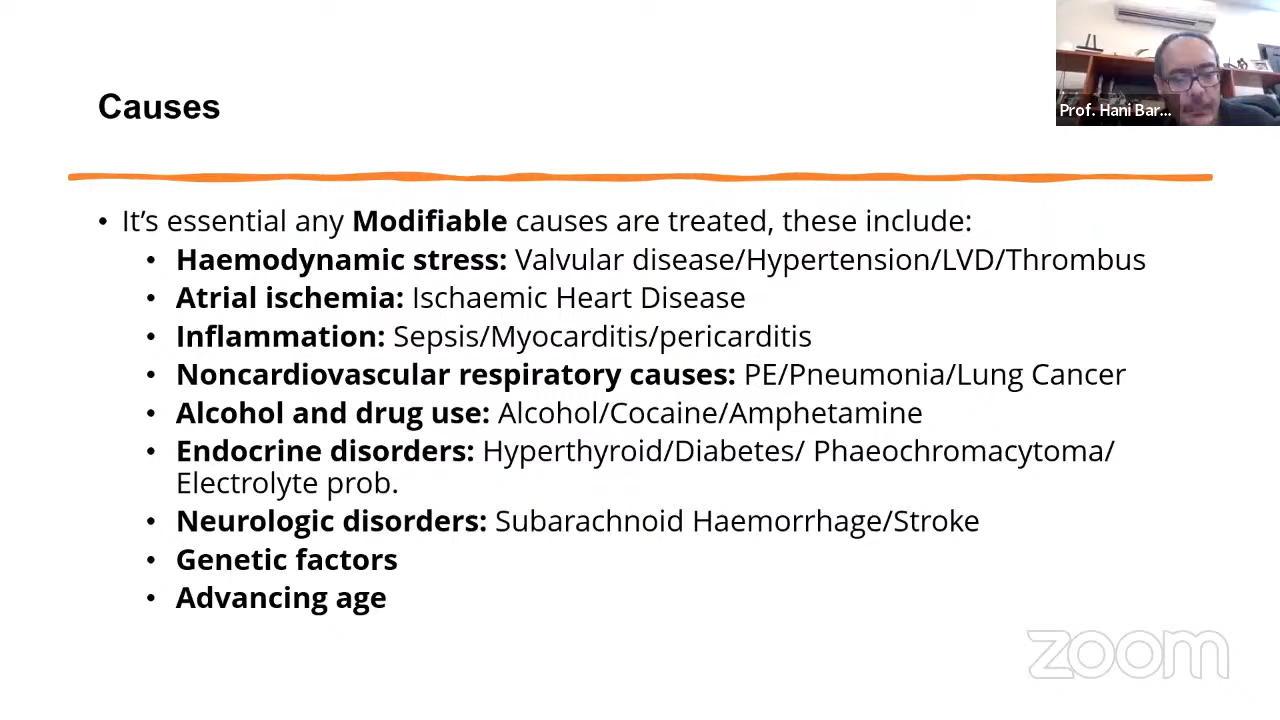 Causes
Prof. Hani Bar...
• It’s essential any Modifiable causes are treated, these include:
• Haemodynamic stress: Valvular disease/Hypertension/LVD/Thrombus
• Atrial ischemia: Ischaemic Heart Disease
• Inflammation: Sepsis/Myocarditis/pericarditis
• Noncardiovascular respiratory causes: PE/Pneumonia/Lung Cancer
• Alcohol and drug use: Alcohol/Cocaine/Amphetamine
• Endocrine disorders: Hyperthyroid/Diabetes/ Phaeochromacytoma/
Electrolyte prob.
• Neurologic disorders: Subarachnoid Haemorrhage/Stroke
• Genetic factors
• Advancing age
zoom